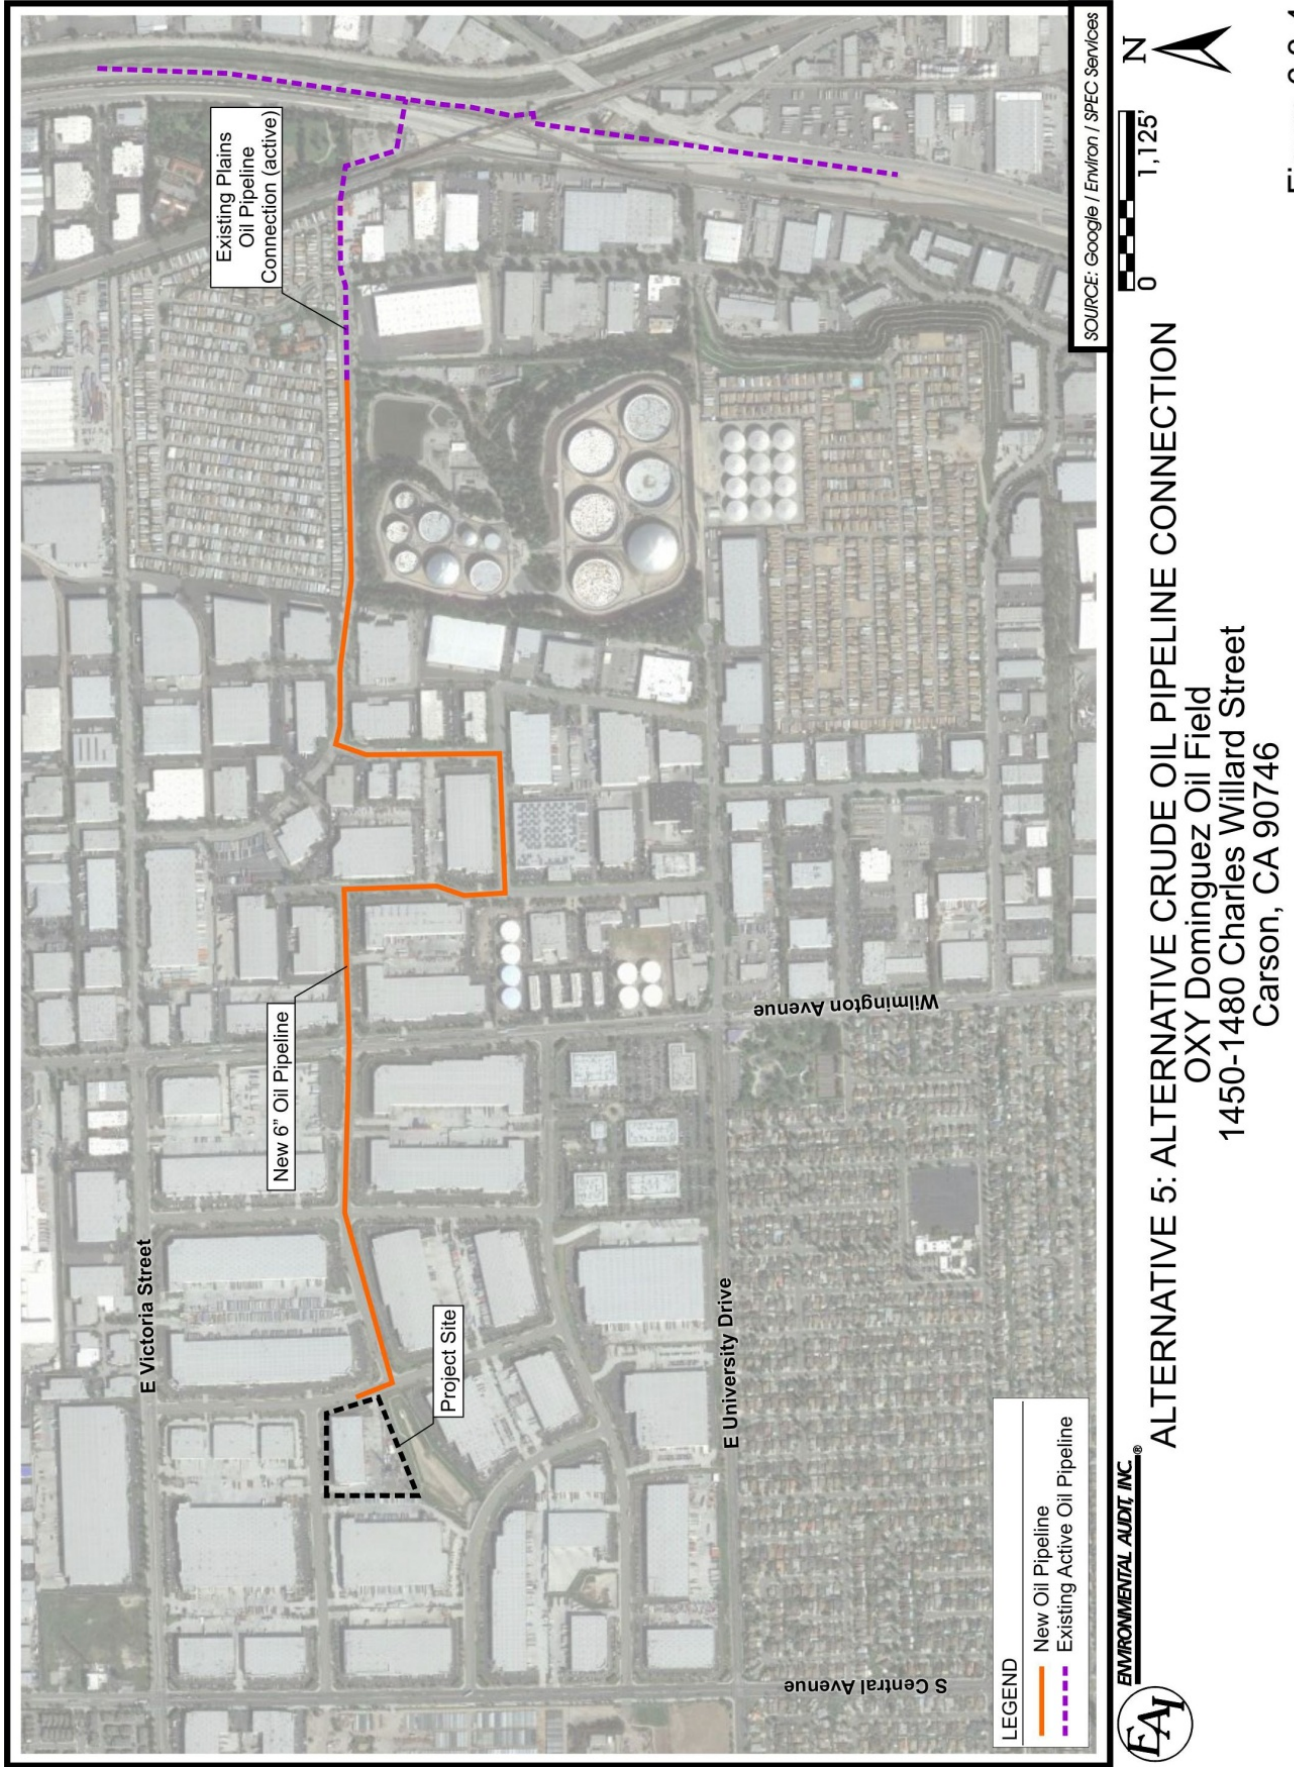 Existing Plains
Oil Pipeline
Connection (active)
New 6" Oil Pipeline
E Victoria Street
Project Site
E University Drive
Wilmington Avenue
S Central Avenue
LEGEND
New Oil Pipeline
Existing Active Oil Pipeline
SOURCE: Google / Environ / SPEC Services
N
0 1,125'
EAI
ENVIRONMENTAL AUDIT, INC.®
ALTERNATIVE 5: ALTERNATIVE CRUDE OIL PIPELINE CONNECTION
OXY Dominguez Oil Field
1450-1480 Charles Willard Street
Carson, CA 90746